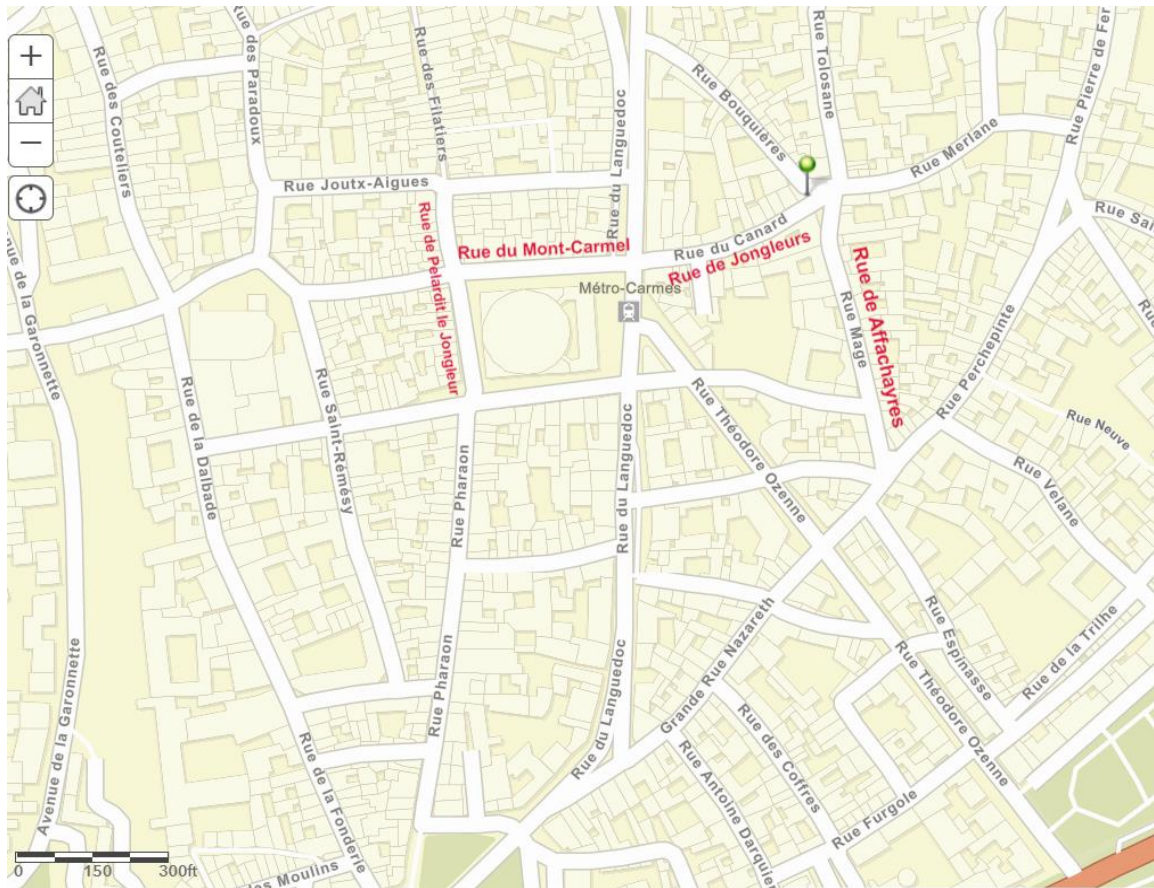 +
−
Rue des Couteliers
Rue des Paradoux
Rue des Filatiers
Rue du Languedoc
Rue Bouquières
Rue Tolosane
Rue Merlane
Rue Pierre de Fer
Rue Joutx-Aigues
Rue de Pelardit le Jongleur
Rue du Mont-Carmel
Rue du Canard
Rue de Jongleurs
Métro-Carmes
Rue Mage
Rue de Affachayres
Rue Perchepinte
Rue Neuve
Rue Velane
Rue de la Dalbade
Rue Saint-Rémésy
Rue Pharaon
Rue du Languedoc
Rue Théodore Ozenne
Rue Espinasse
Rue de la Trilhe
Grande Rue Nazareth
Rue Pharaon
Rue du Languedoc
Rue Théodore Ozenne
Avenue de la Garonnette
Rue de la Fonderie
Rue du Languedoc
Rue des Coffres
Rue Antoine Darquier
Rue Furgole
es Moulins
0 150 300ft